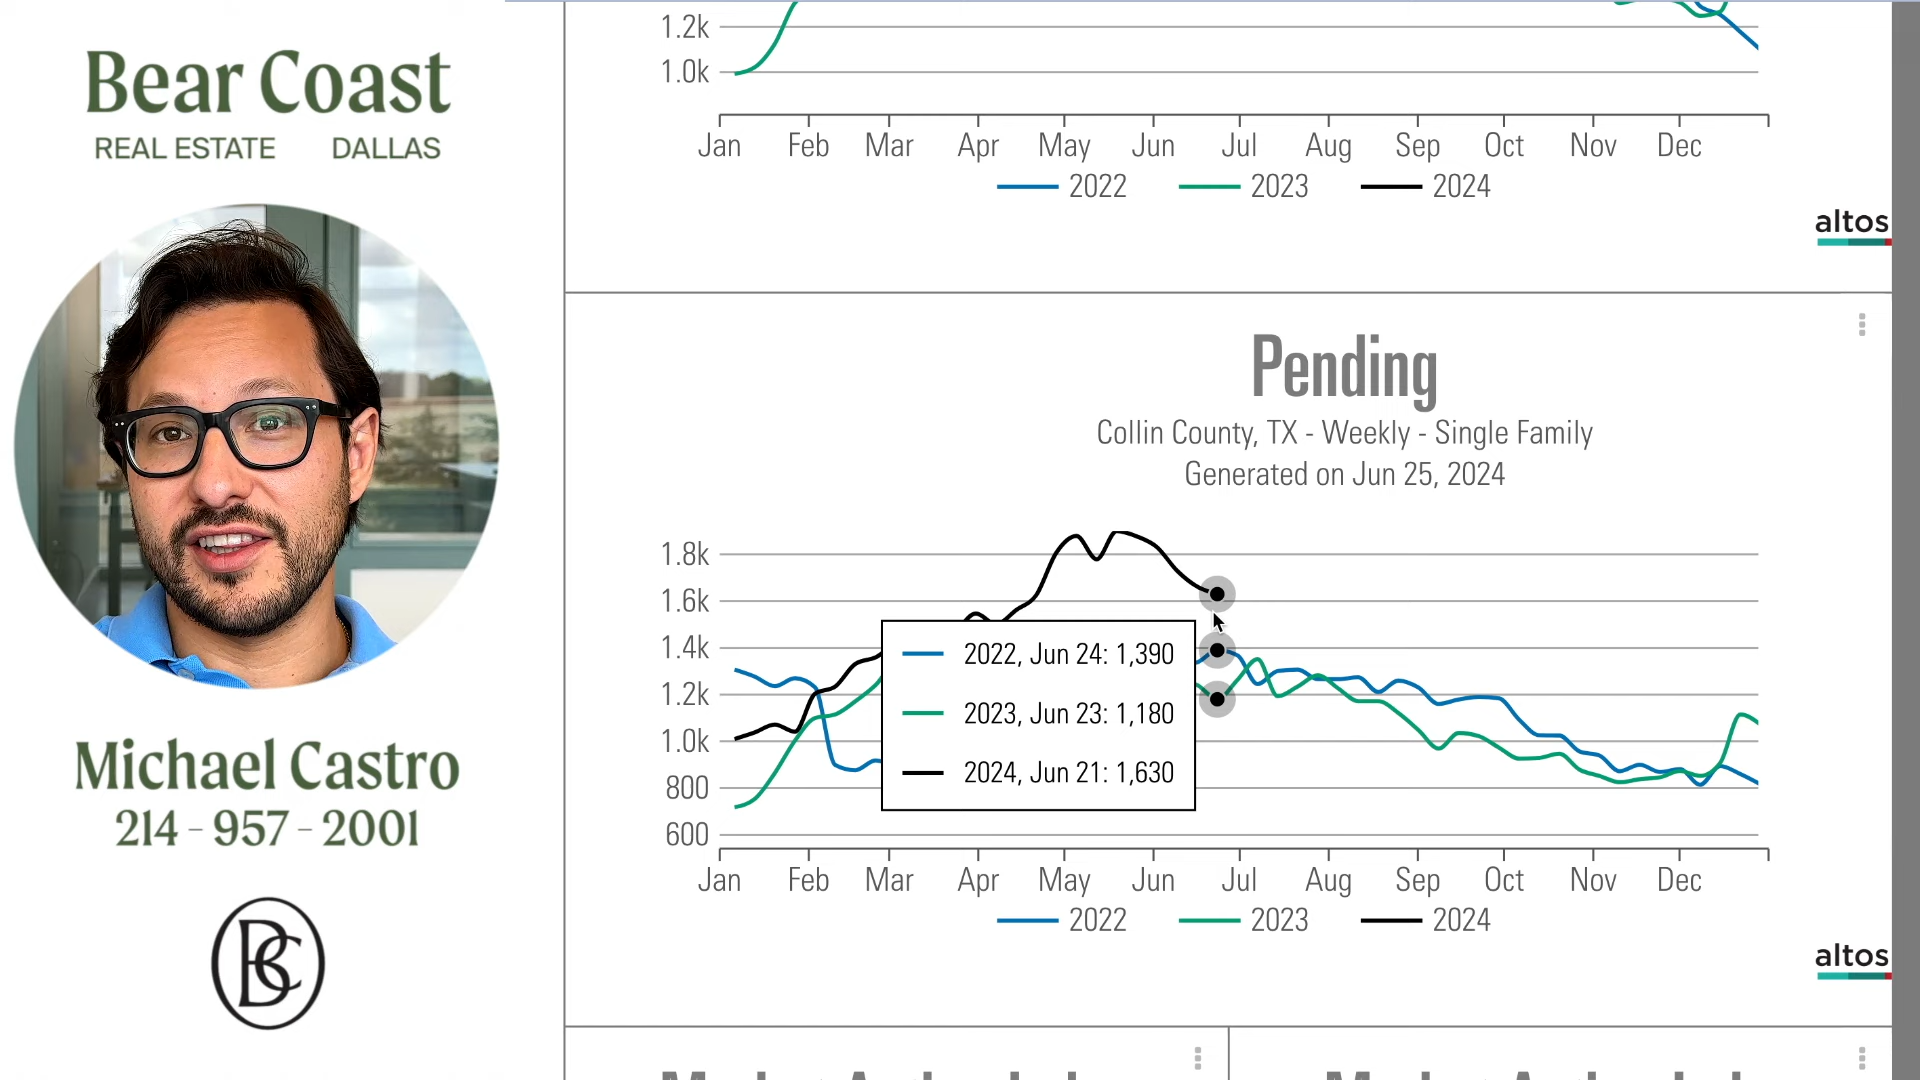 Bear Coast
REAL ESTATE DALLAS
Michael Castro
214 - 957 - 2001
BC
1.2k
1.0k
Jan Feb Mar Apr May Jun Jul Aug Sep Oct Nov Dec
2022 2023 2024
altos
Pending
Collin County, TX - Weekly - Single Family
Generated on Jun 25, 2024
1.8k
1.6k
1.4k
1.2k
1.0k
800
600
2022, Jun 24: 1,390
2023, Jun 23: 1,180
2024, Jun 21: 1,630
Jan Feb Mar Apr May Jun Jul Aug Sep Oct Nov Dec
2022 2023 2024
altos